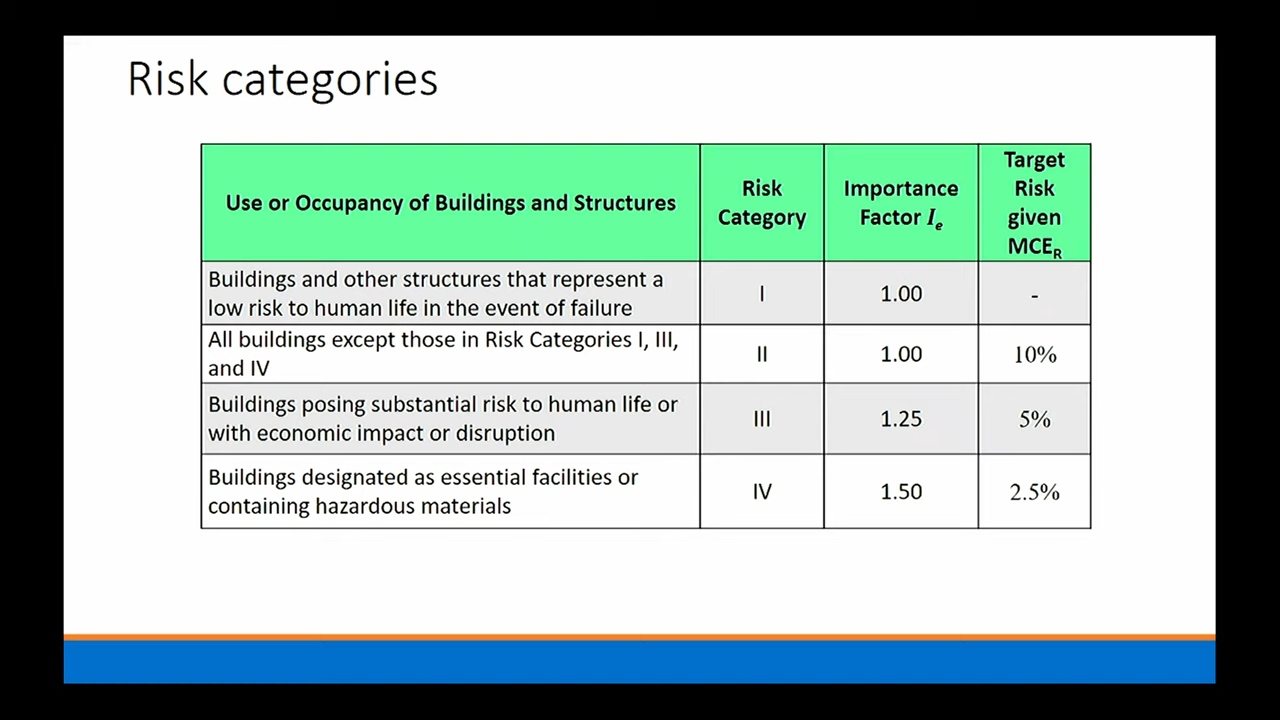 Risk categories
Use or Occupancy of Buildings and Structures
Risk
Category
Importance
Factor Iₑ
Target
Risk
given
MCE_R
Buildings and other structures that represent a
low risk to human life in the event of failure
I
1.00
-
All buildings except those in Risk Categories I, III,
and IV
II
1.00
10%
Buildings posing substantial risk to human life or
with economic impact or disruption
III
1.25
5%
Buildings designated as essential facilities or
containing hazardous materials
IV
1.50
2.5%